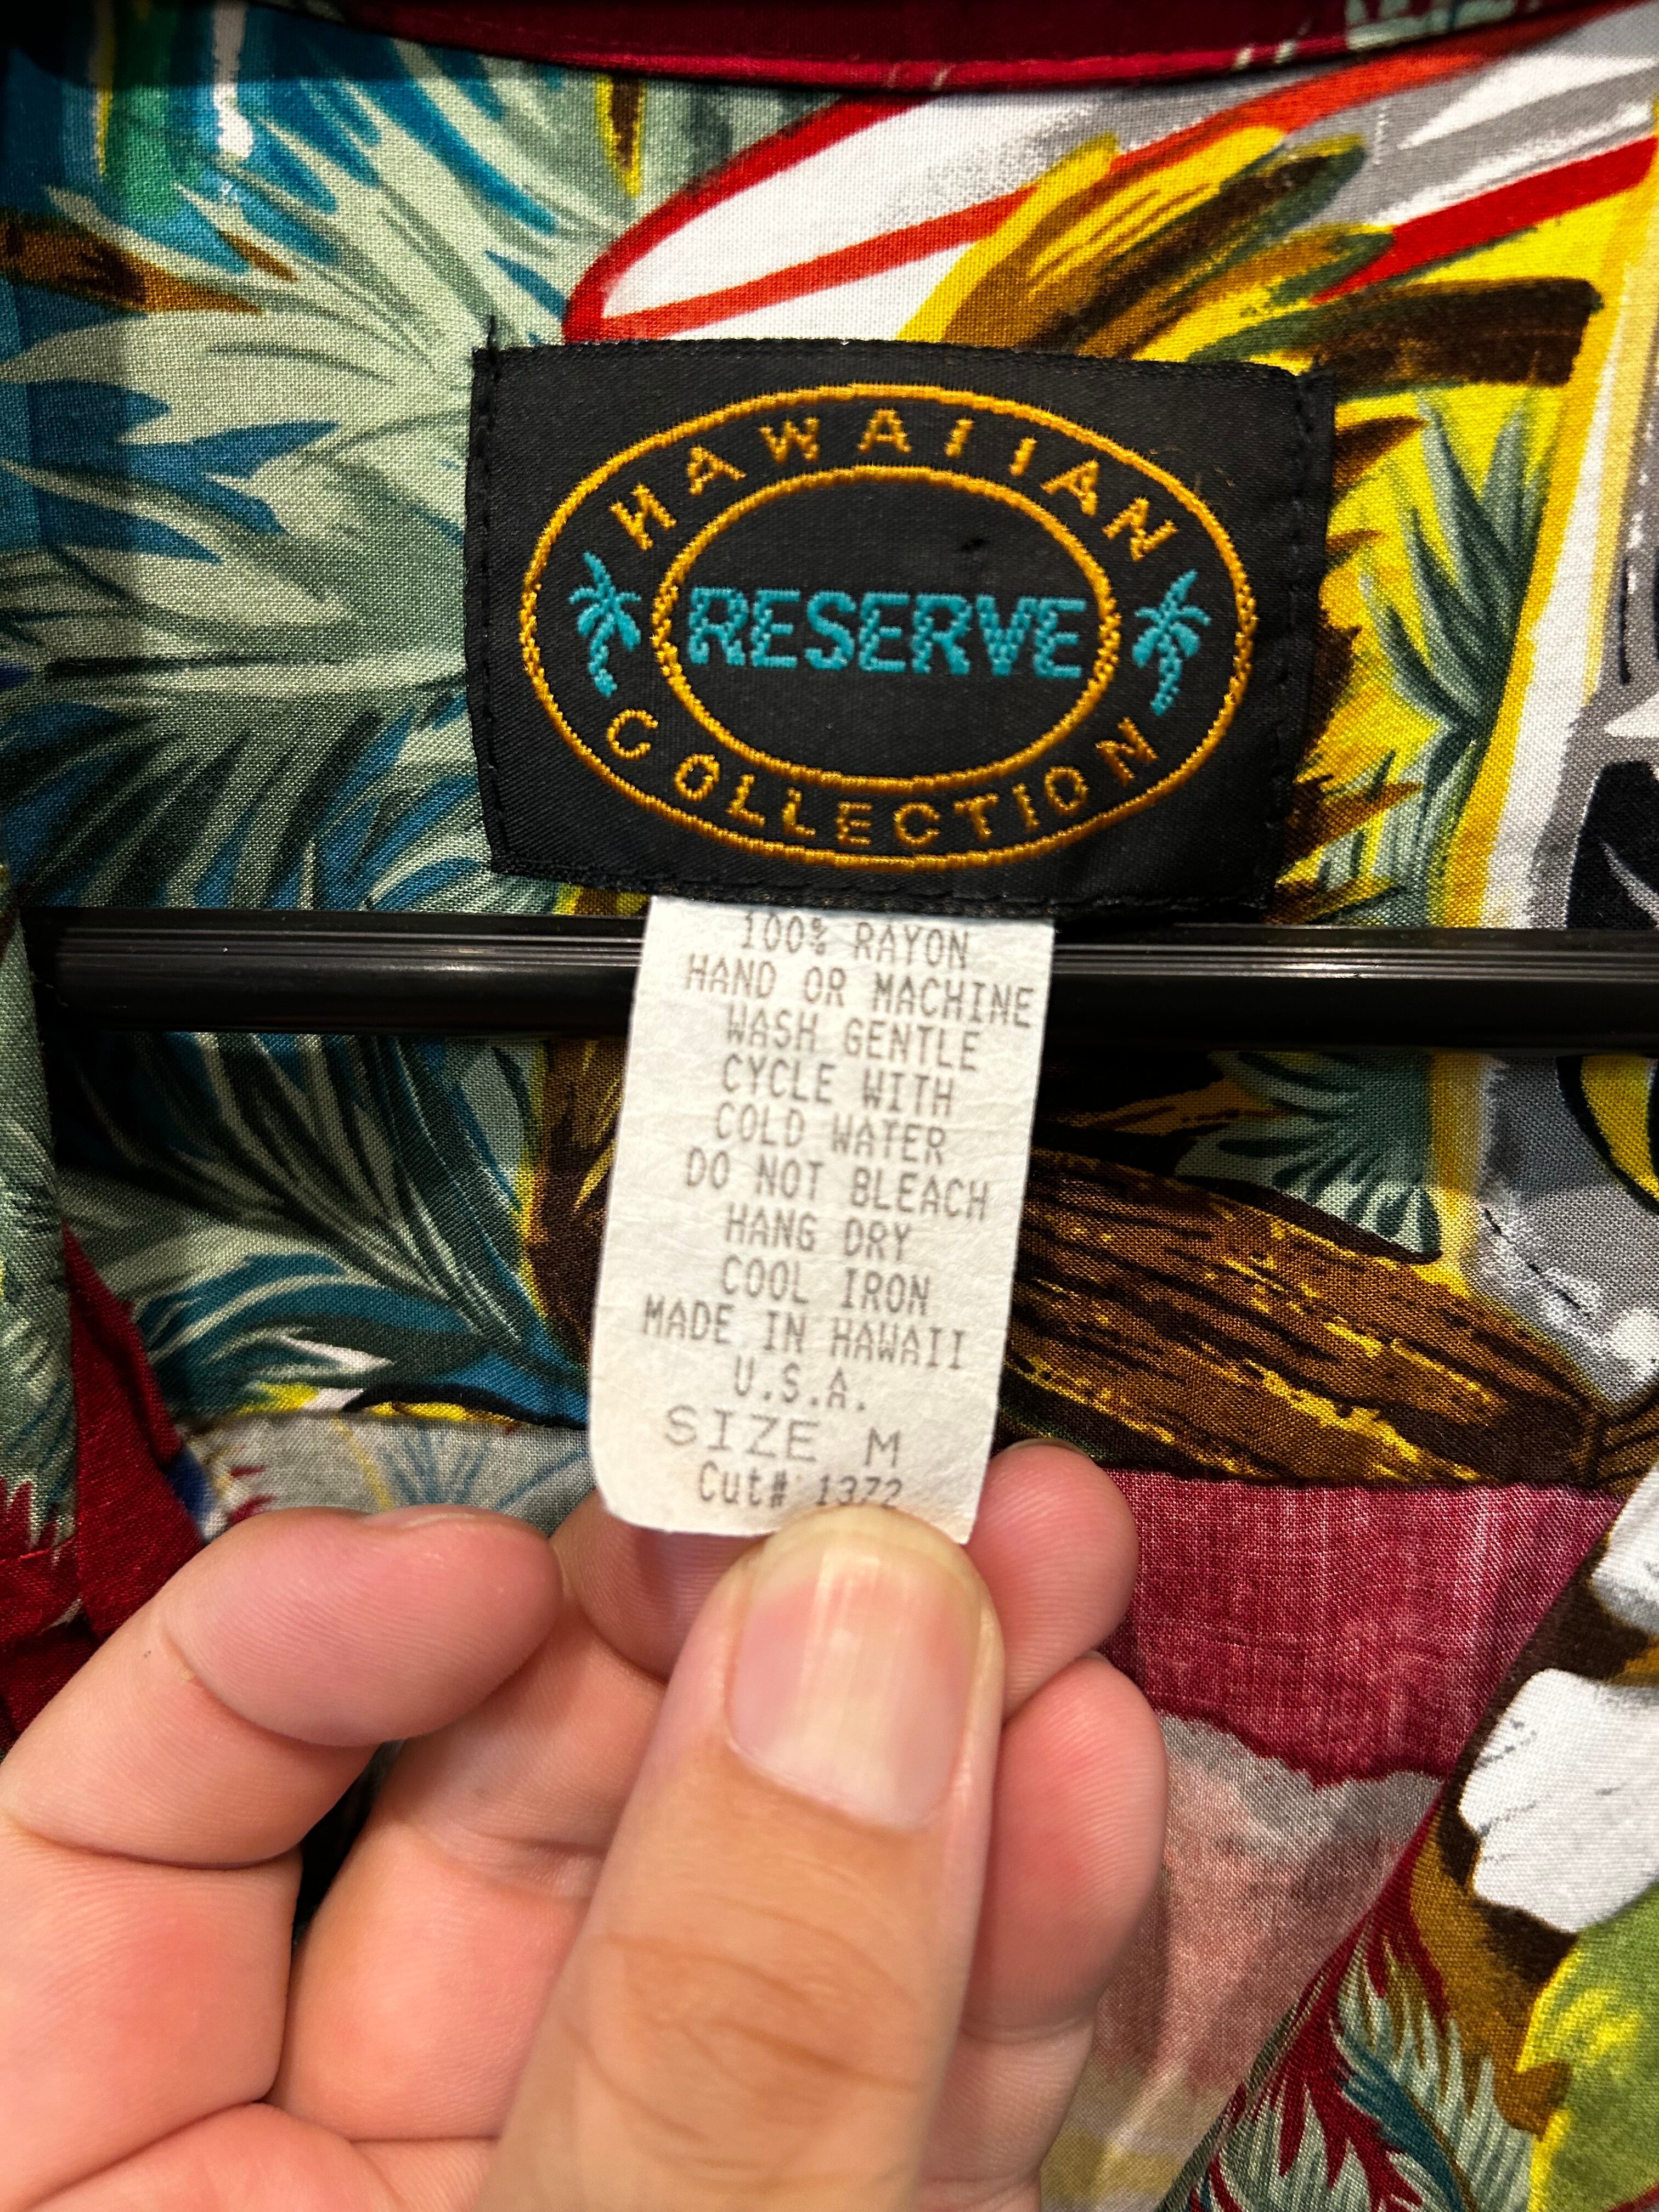 HAWAIIAN
RESERVE
COLLECTION
100% RAYON
HAND OR MACHINE
WASH GENTLE
CYCLE WITH
COLD WATER
DO NOT BLEACH
HANG DRY
COOL IRON
MADE IN HAWAII
U.S.A.
SIZE M
Cut# 1372